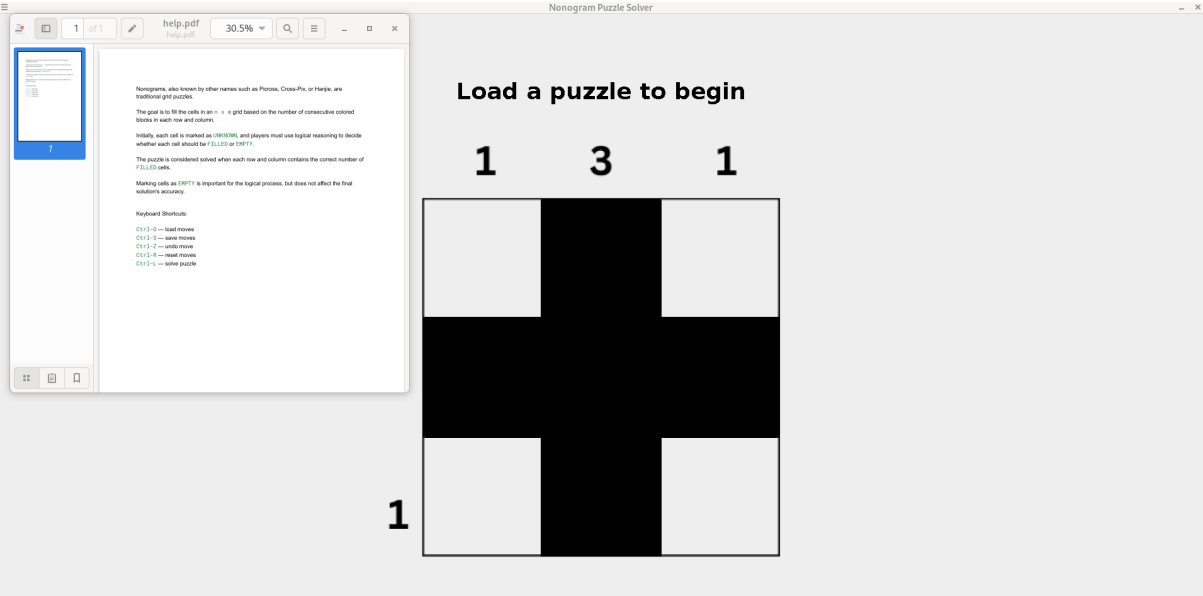 Nonogram Puzzle Solver
1 of 1
help.pdf
help.pdf
30.5%
1
Nonograms, also known by other names such as Picross, Cross-Pix, or Hanjie, are
traditional grid puzzles.
The goal is to fill the cells in an n x m grid based on the number of consecutive colored
blocks in each row and column.
Initially, each cell is marked as UNKNOWN, and players must use logical reasoning to decide
whether each cell should be FILLED or EMPTY.
The puzzle is considered solved when each row and column contains the correct number of
FILLED cells.
Marking cells as EMPTY is important for the logical process, but does not affect the final
solution's accuracy.
Keyboard Shortcuts:
Ctrl-O — load moves
Ctrl-S — save moves
Ctrl-Z — undo move
Ctrl-R — reset moves
Ctrl-L — solve puzzle
Load a puzzle to begin
1 3 1
1